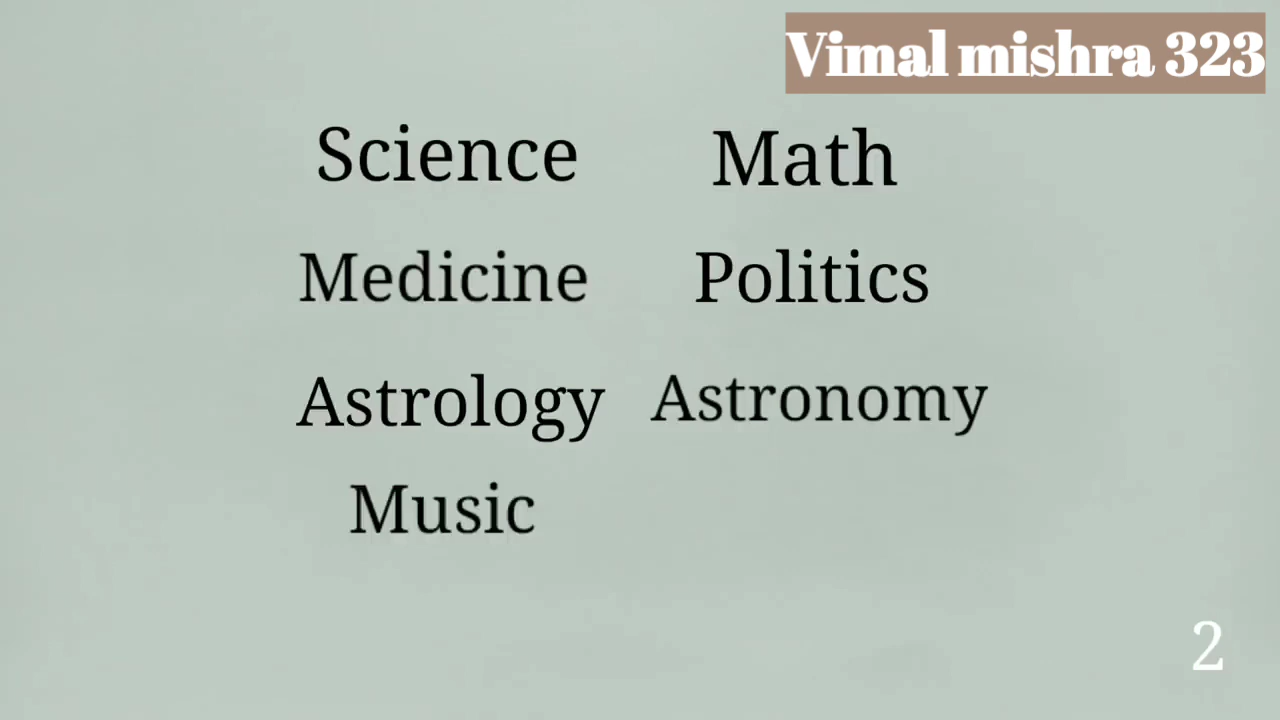 Vimal mishra 323
Science Math
Medicine Politics
Astrology Astronomy
Music
2